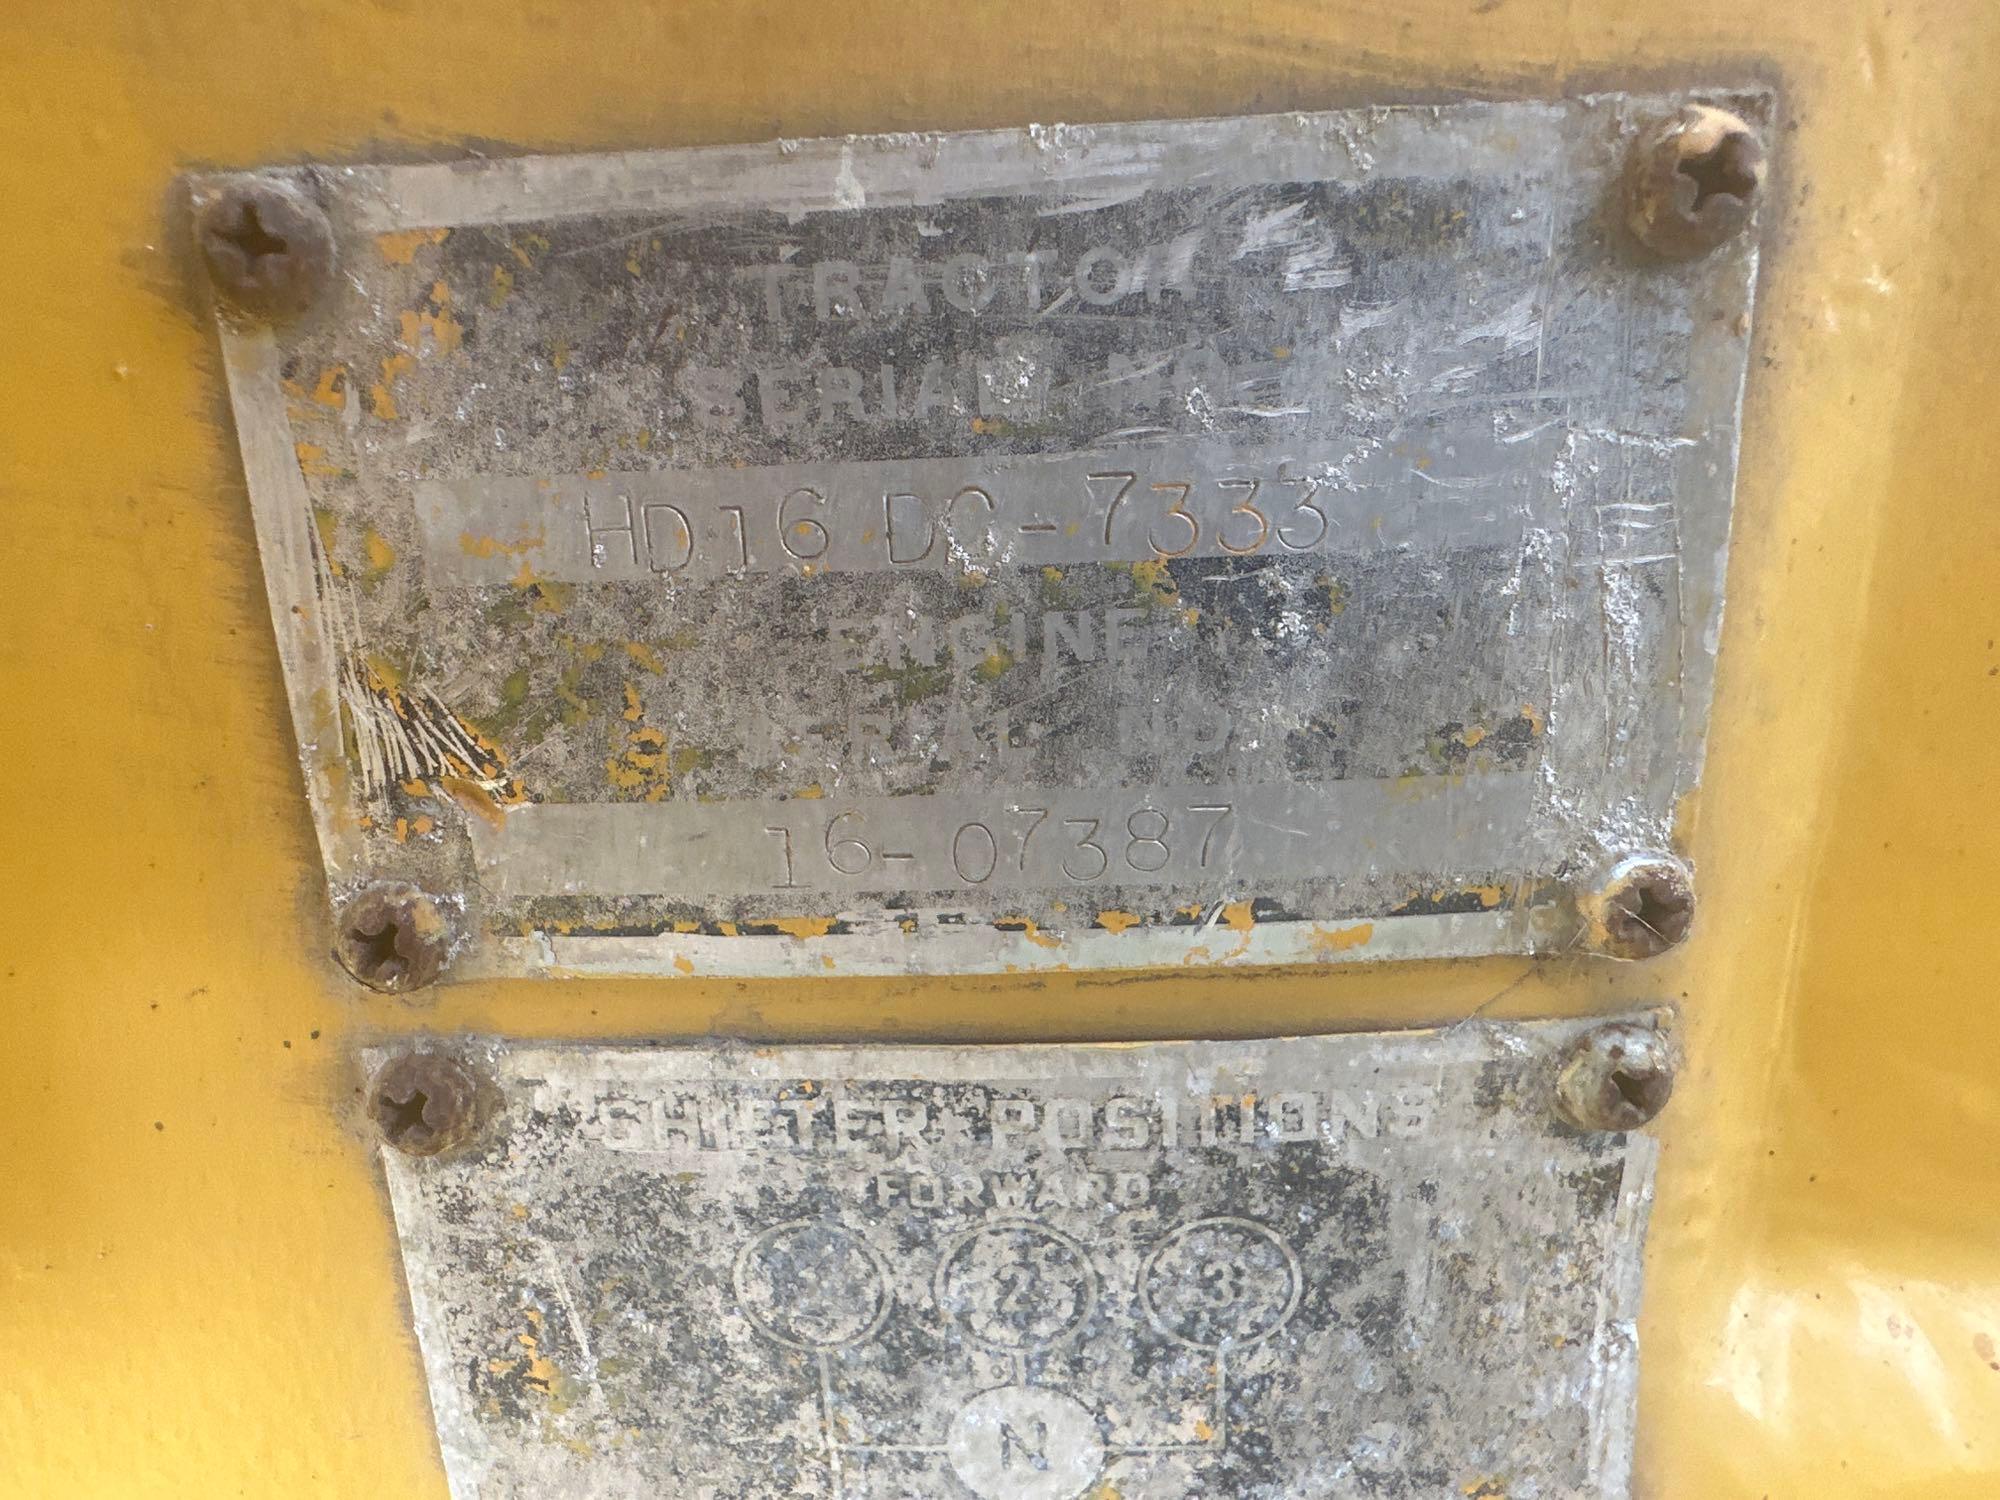 TRACTOR
SERIAL NO.
HD16 DC-7333
ENGINE
SERIAL NO.
16-07387
SHIFTER POSITIONS
FORWARD
1 2 3
N